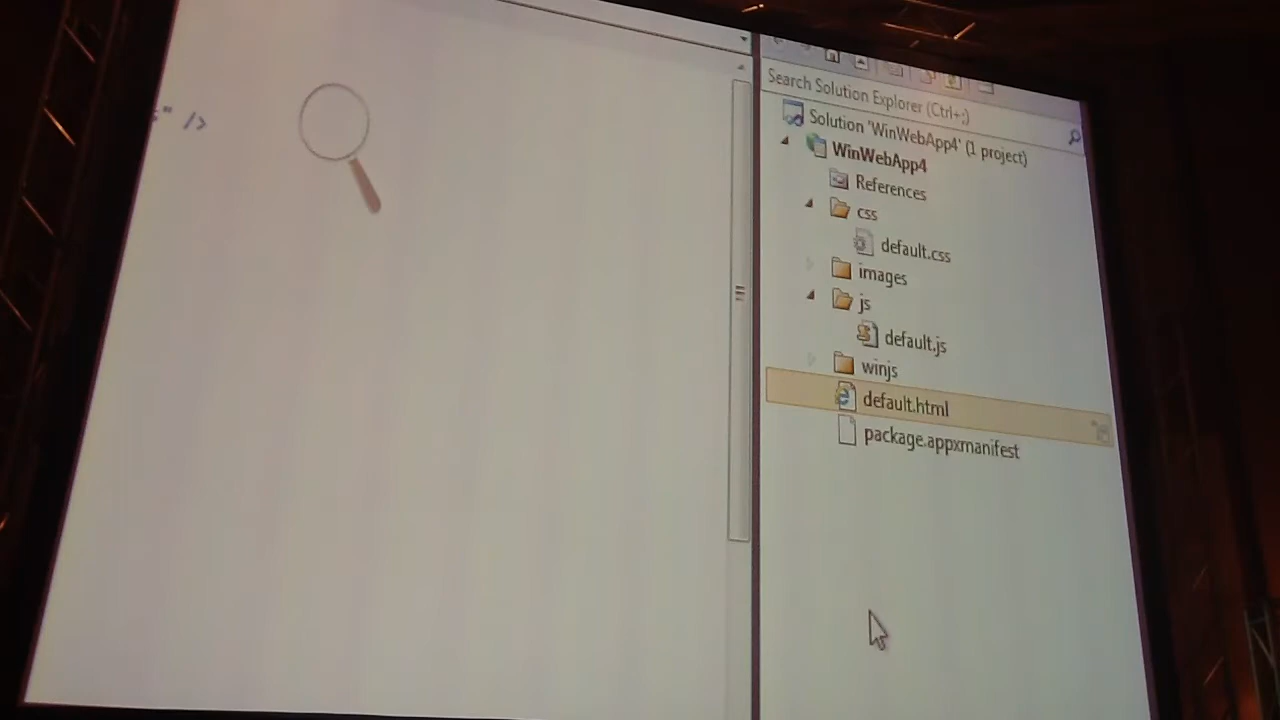 " />
Search Solution Explorer (Ctrl+;)
Solution 'WinWebApp4' (1 project)
WinWebApp4
References
css
default.css
images
js
default.js
winjs
default.html
package.appxmanifest